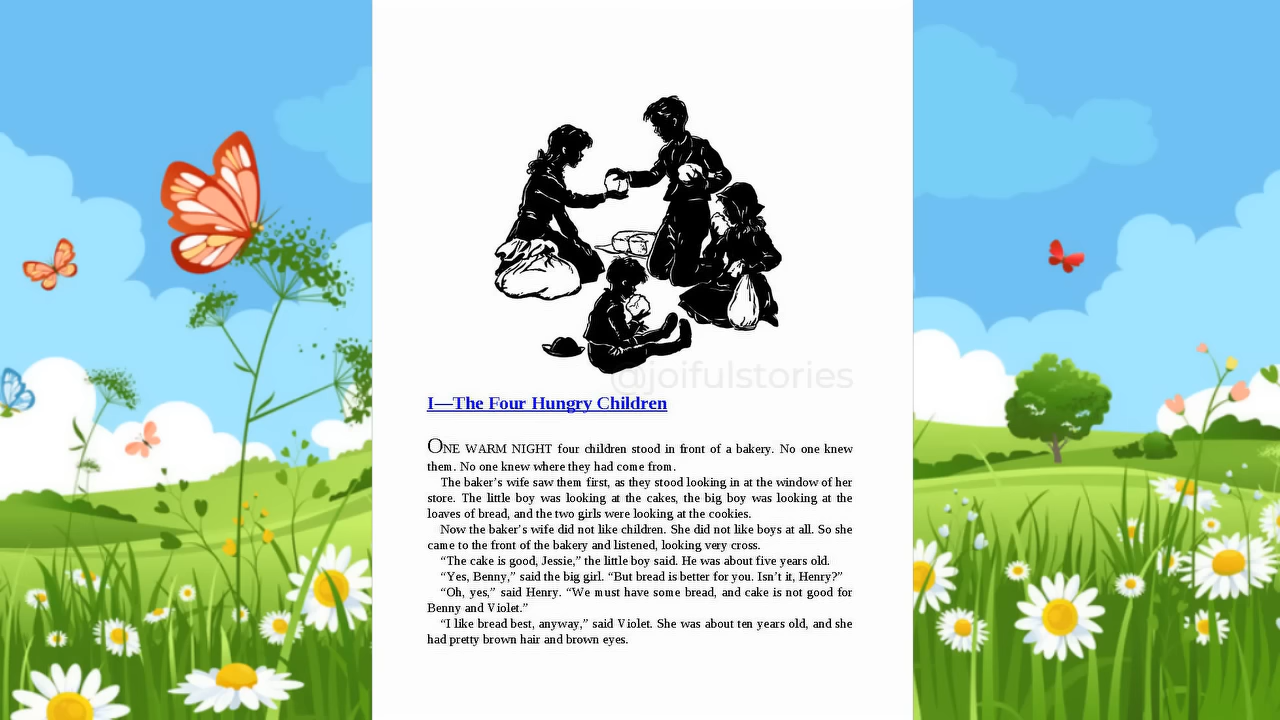 @joifulstories
I—The Four Hungry Children
ONE WARM NIGHT four children stood in front of a bakery. No one knew
them. No one knew where they had come from.
The baker’s wife saw them first, as they stood looking in at the window of her
store. The little boy was looking at the cakes, the big boy was looking at the
loaves of bread, and the two girls were looking at the cookies.
Now the baker’s wife did not like children. She did not like boys at all. So she
came to the front of the bakery and listened, looking very cross.
“The cake is good, Jessie,” the little boy said. He was about five years old.
“Yes, Benny,” said the big girl. “But bread is better for you. Isn’t it, Henry?”
“Oh, yes,” said Henry. “We must have some bread, and cake is not good for
Benny and Violet.”
“I like bread best, anyway,” said Violet. She was about ten years old, and she
had pretty brown hair and brown eyes.